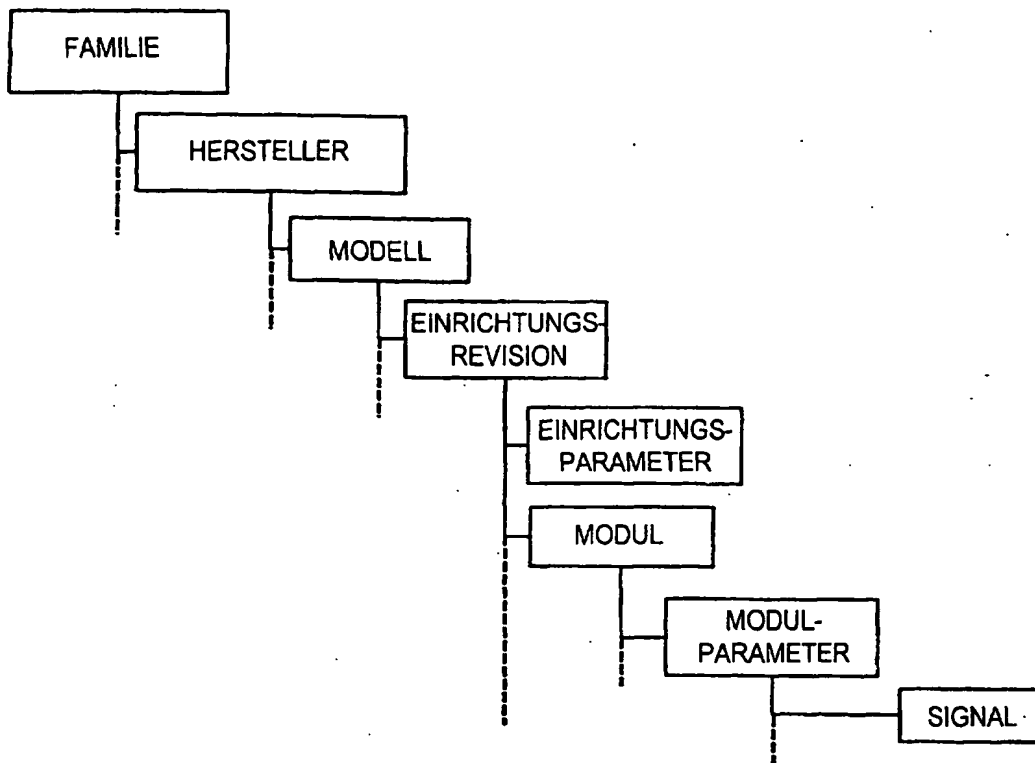 FAMILIE
HERSTELLER
MODELL
EINRICHTUNGS-
REVISION
EINRICHTUNGS-
PARAMETER
MODUL
MODUL-
PARAMETER
SIGNAL